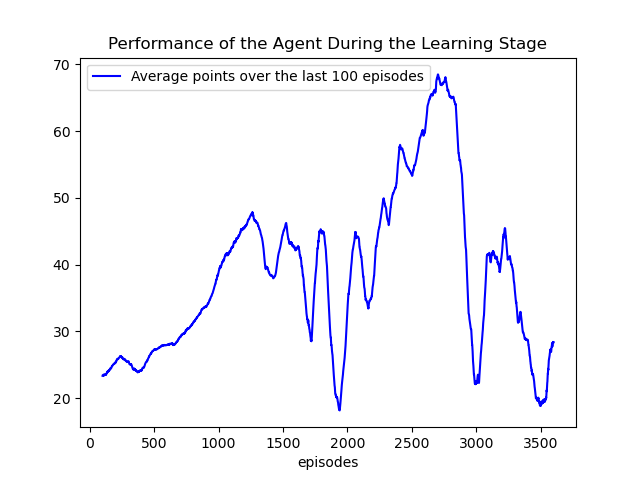 Performance of the Agent During the Learning Stage
Average points over the last 100 episodes
70
60
50
40
30
20
0 500 1000 1500 2000 2500 3000 3500
episodes